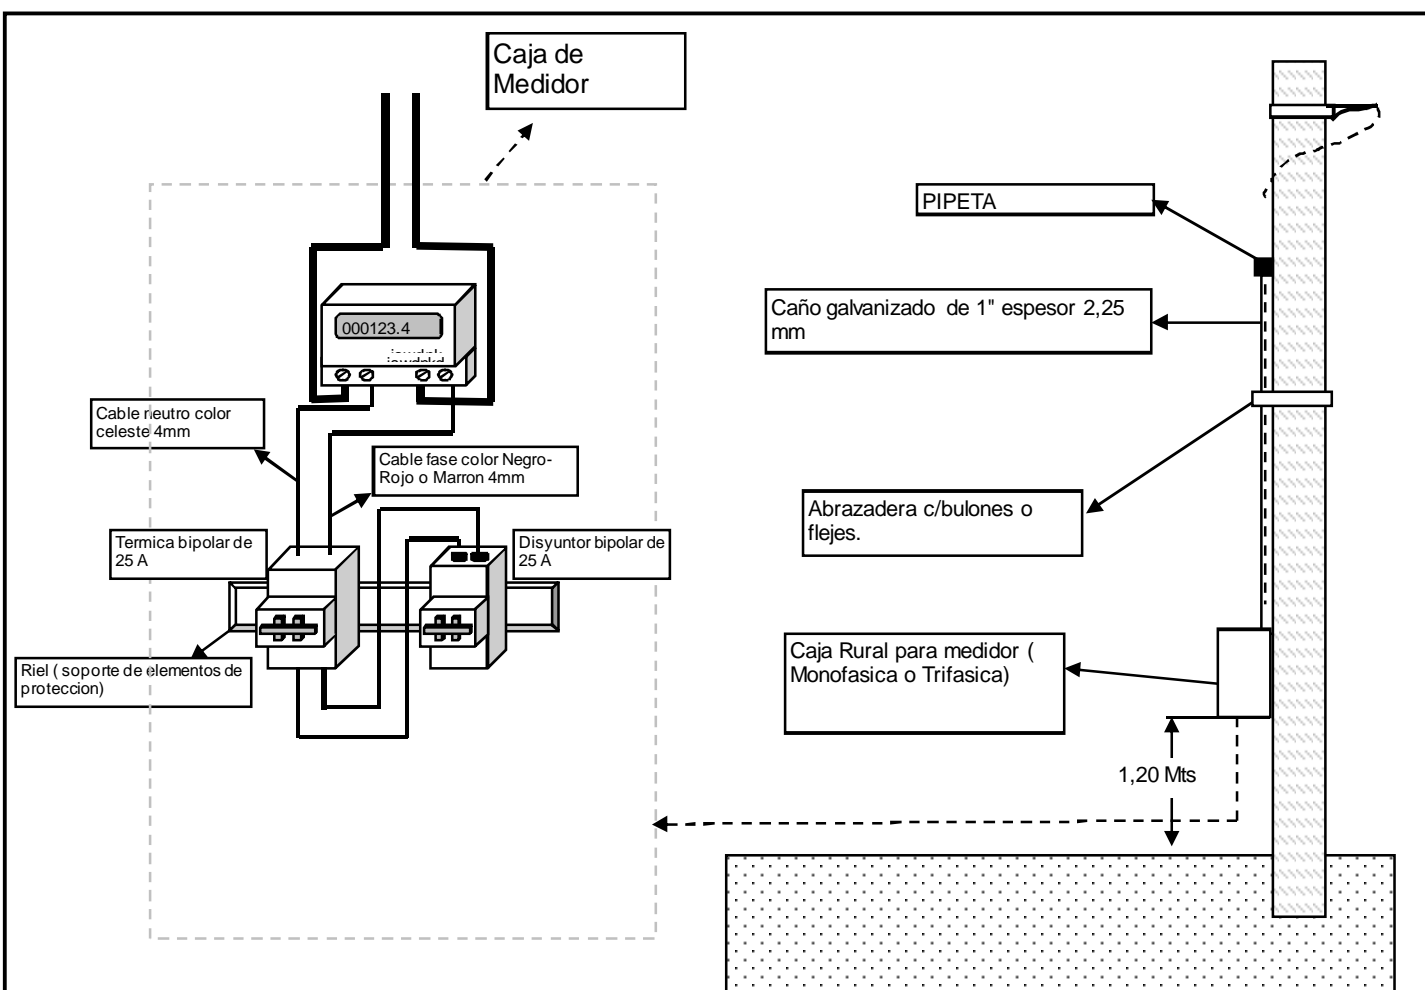 Caja de
Medidor
PIPETA
Caño galvanizado de 1" espesor 2,25
mm
000123.4
Cable neutro color
celeste 4mm
Cable fase color Negro-
Rojo o Marron 4mm
Abrazadera c/bulones o
flejes.
Termica bipolar de
25 A
Disyuntor bipolar de
25 A
Riel ( soporte de elementos de
proteccion)
Caja Rural para medidor (
Monofasica o Trifasica)
1,20 Mts